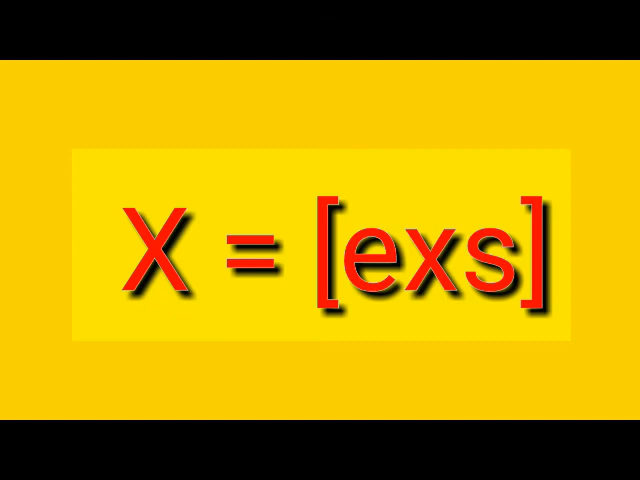 X = [exs]